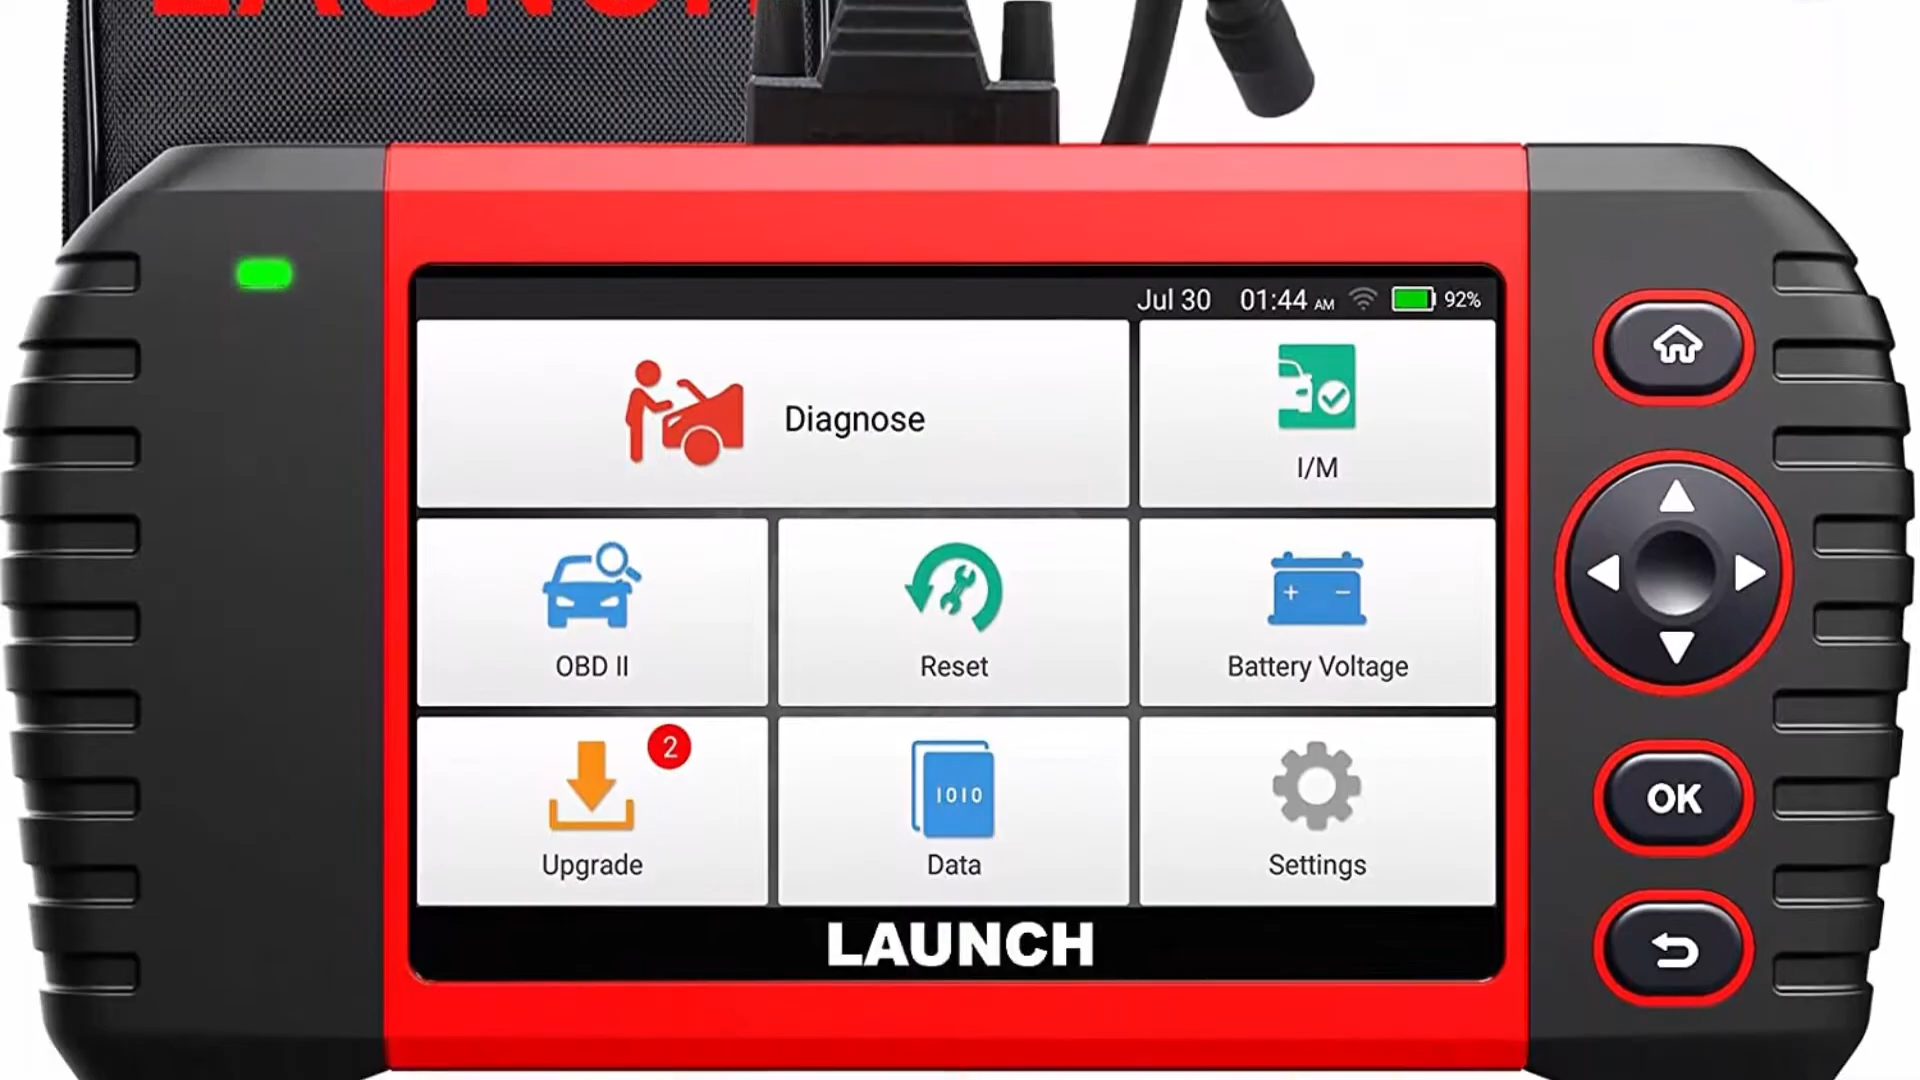 LAUNCH
Jul 30 01:44 AM 92%
Diagnose
I/M
OBD II
Reset
Battery Voltage
2
Upgrade
1010
Data
Settings
LAUNCH
OK